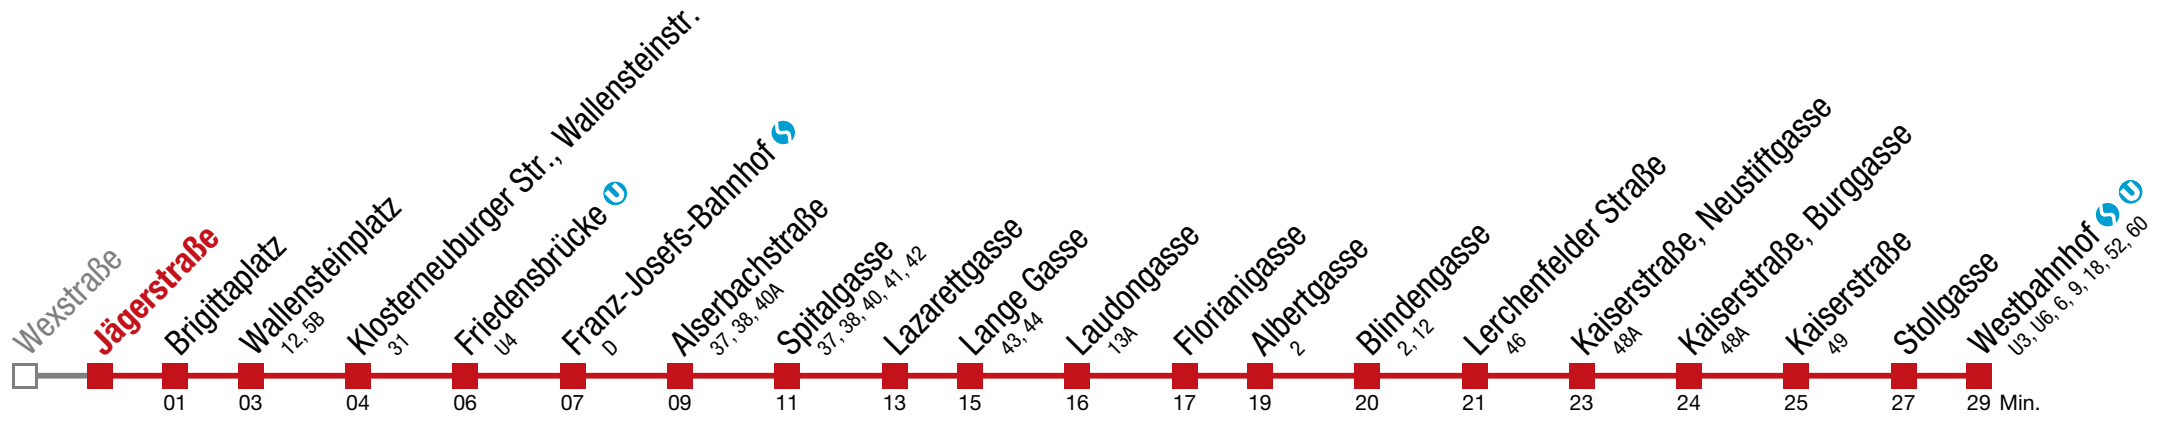 Wexstraße
Jägerstraße
Brigittaplatz
Wallensteinplatz
12, 5B
Klosterneuburger Str., Wallensteinstr.
31
Friedensbrücke
U4
Franz-Josefs-Bahnhof
D
Alserbachstraße
37, 38, 40A
Spitalgasse
37, 38, 40, 41, 42
Lazarettgasse
Lange Gasse
43, 44
Laudongasse
13A
Florianigasse
Albertgasse
2
Blindengasse
2, 12
Lerchenfelder Straße
46
Kaiserstraße, Neustiftgasse
48A
Kaiserstraße, Burggasse
48A
Kaiserstraße
49
Stollgasse
Westbahnhof
U3, U6, 6, 9, 18, 52, 60
01 03 04 06 07 09 11 13 15 16 17 19 20 21 23 24 25 27 29 Min.